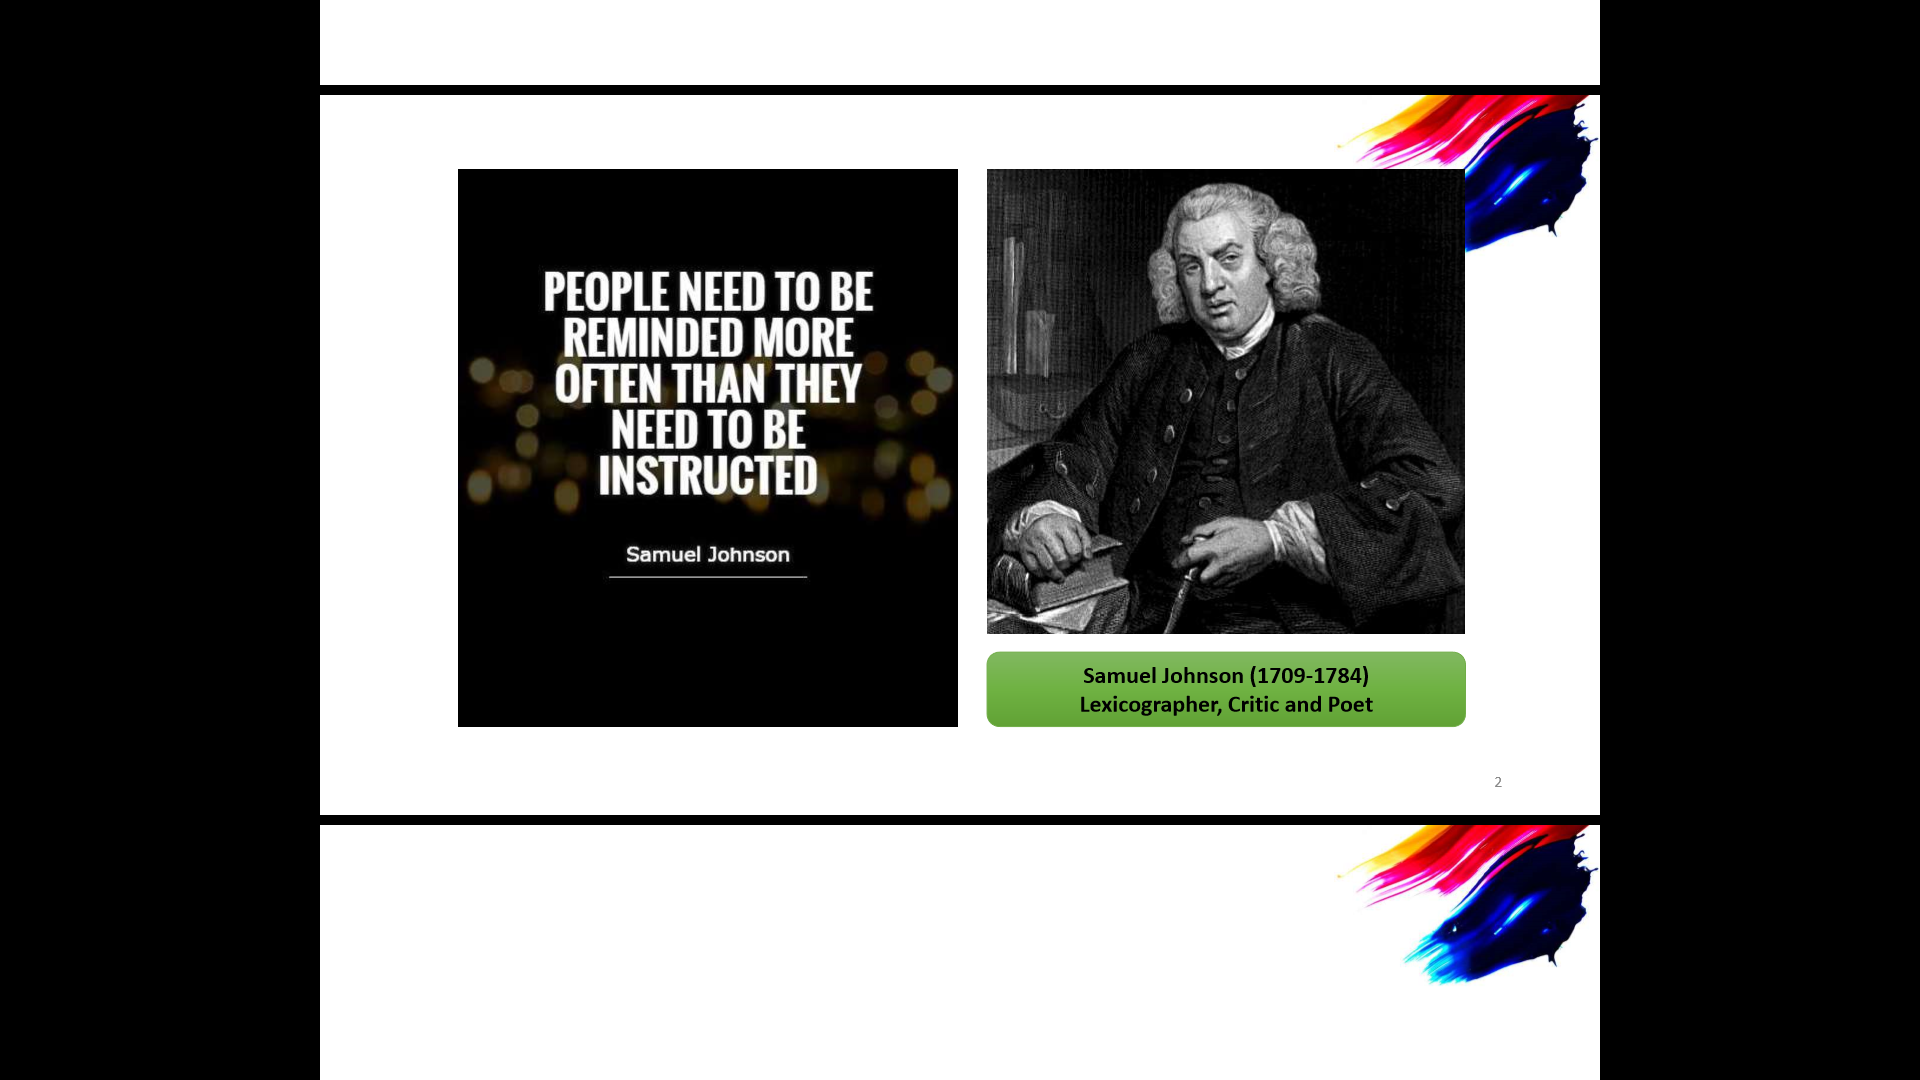 PEOPLE NEED TO BE
REMINDED MORE
OFTEN THAN THEY
NEED TO BE
INSTRUCTED
Samuel Johnson
Samuel Johnson (1709-1784)
Lexicographer, Critic and Poet
2